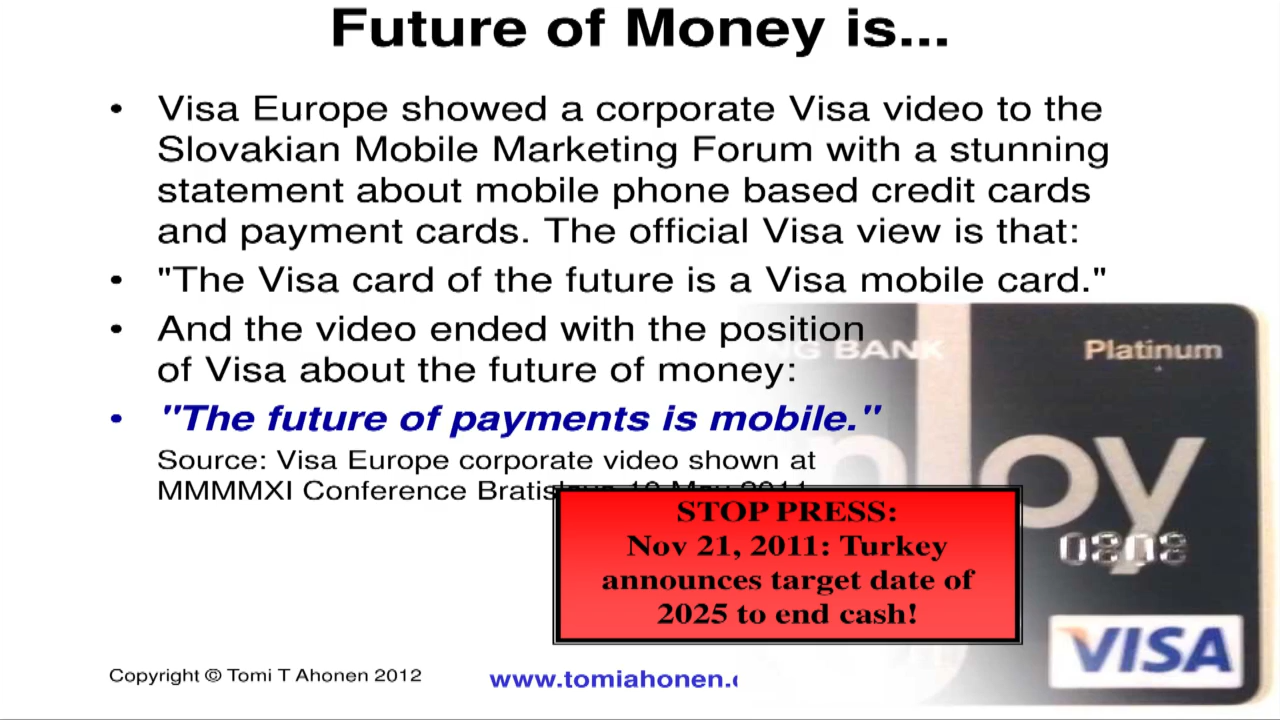 Future of Money is...
• Visa Europe showed a corporate Visa video to the
Slovakian Mobile Marketing Forum with a stunning
statement about mobile phone based credit cards
and payment cards. The official Visa view is that:
• "The Visa card of the future is a Visa mobile card."
• And the video ended with the position
of Visa about the future of money:
• "The future of payments is mobile."
Source: Visa Europe corporate video shown at
MMMMXI Conference
STOP PRESS:
Nov 21, 2011: Turkey
announces target date of
2025 to end cash!
BANK
Platinum
0808
VISA
Copyright © Tomi T Ahonen 2012
www.tomiahonen.